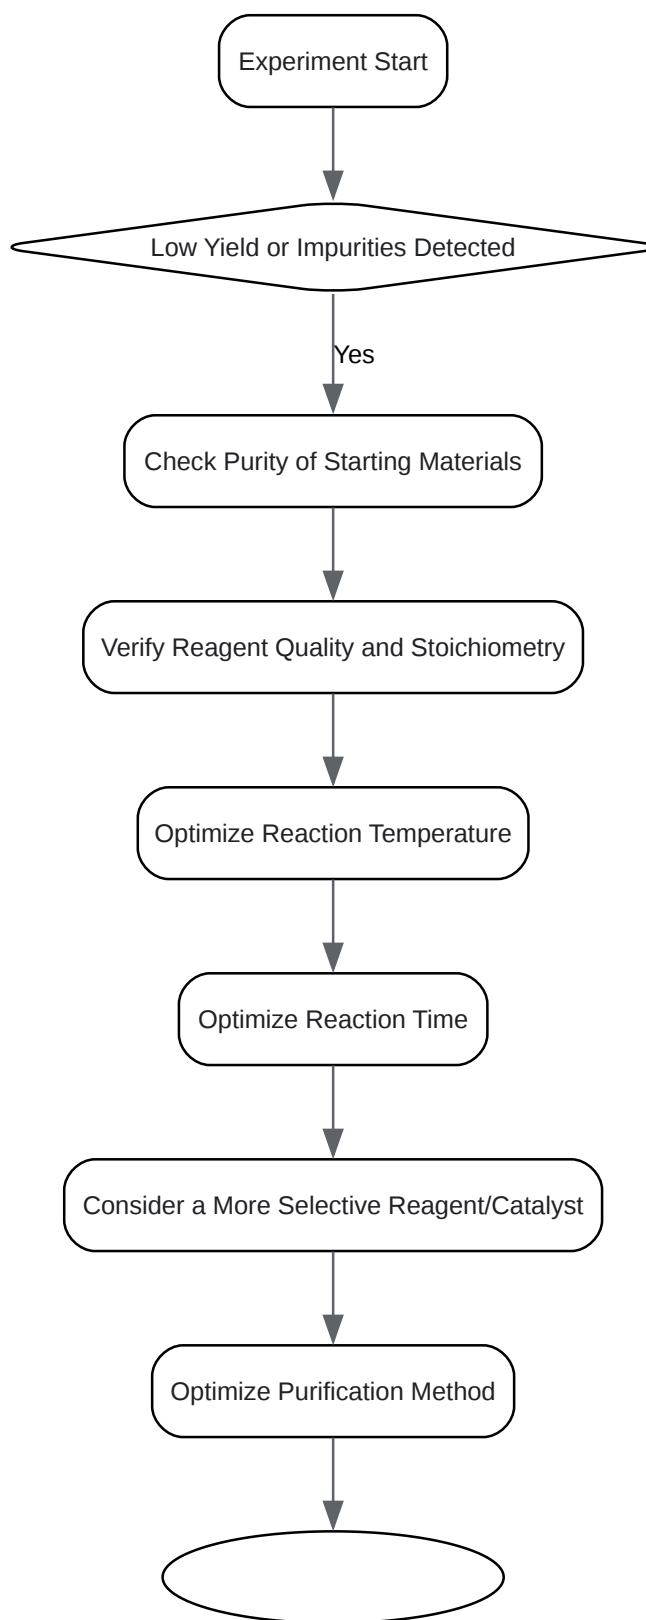 Experiment Start
Low Yield or Impurities Detected
Yes
Check Purity of Starting Materials
Verify Reagent Quality and Stoichiometry
Optimize Reaction Temperature
Optimize Reaction Time
Consider a More Selective Reagent/Catalyst
Optimize Purification Method